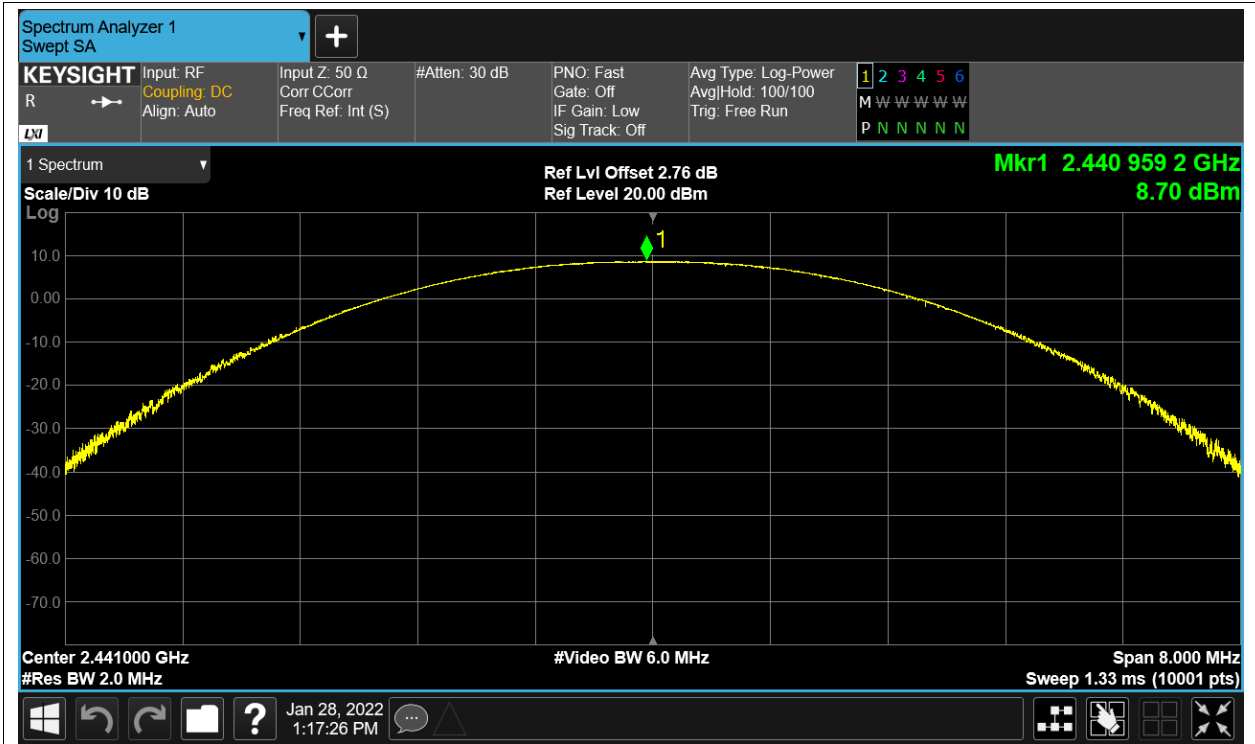 Spectrum Analyzer 1
Swept SA
+
KEYSIGHT
R
LXI
Input: RF
Coupling: DC
Align: Auto
Input Z: 50 Ω
Corr CCorr
Freq Ref: Int (S)
#Atten: 30 dB
PNO: Fast
Gate: Off
IF Gain: Low
Sig Track: Off
Avg Type: Log-Power
Avg|Hold: 100/100
Trig: Free Run
1 2 3 4 5 6
M W W W W W
P N N N N N
1 Spectrum
Scale/Div 10 dB
Log
Ref Lvl Offset 2.76 dB
Ref Level 20.00 dBm
Mkr1 2.440 959 2 GHz
8.70 dBm
1
10.0
0.00
-10.0
-20.0
-30.0
-40.0
-50.0
-60.0
-70.0
Center 2.441000 GHz
#Video BW 6.0 MHz
Span 8.000 MHz
#Res BW 2.0 MHz
Sweep 1.33 ms (10001 pts)
?
Jan 28, 2022
1:17:26 PM